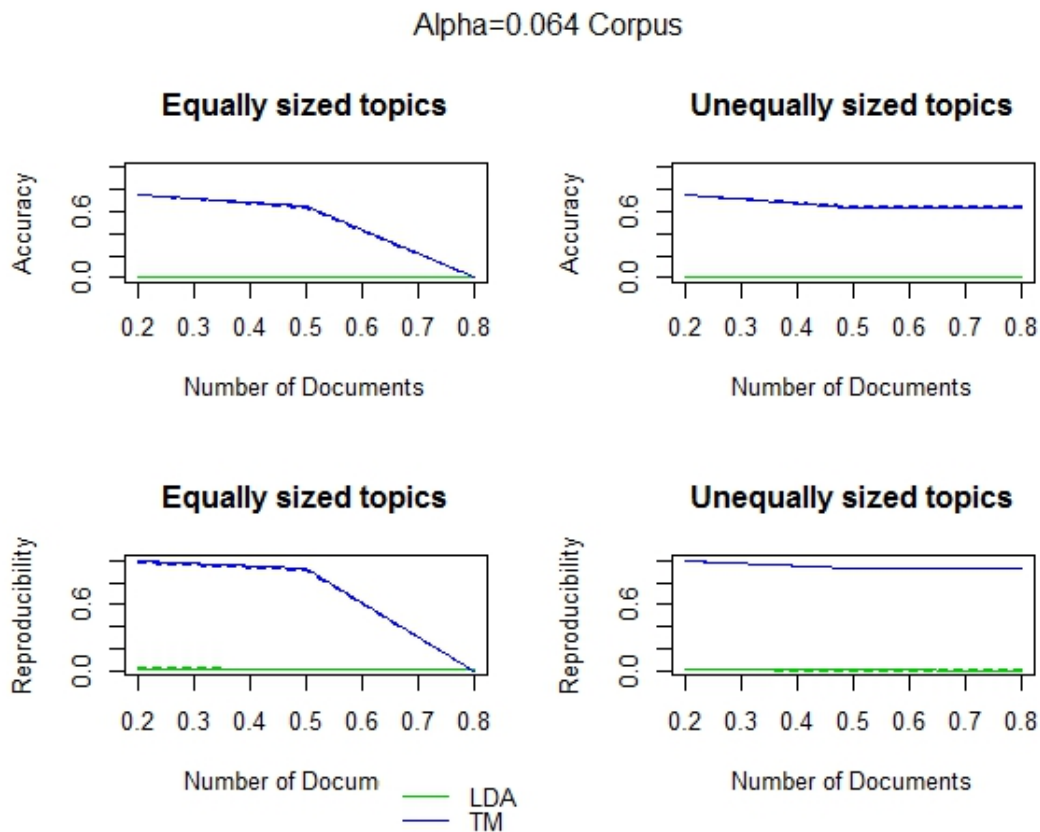 Alpha=0.064 Corpus
Equally sized topics
Unequally sized topics
Accuracy
0.0 0.6
0.2 0.3 0.4 0.5 0.6 0.7 0.8
Number of Documents
Accuracy
0.0 0.6
0.2 0.3 0.4 0.5 0.6 0.7 0.8
Number of Documents
Equally sized topics
Unequally sized topics
Reproducibility
0.0 0.6
0.2 0.3 0.4 0.5 0.6 0.7 0.8
Number of Docum
Reproducibility
0.0 0.6
0.2 0.3 0.4 0.5 0.6 0.7 0.8
Number of Documents
LDA
TM